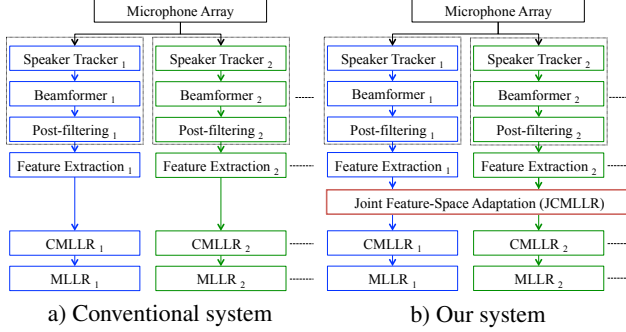 Microphone Array
Speaker Tracker 1
Speaker Tracker 2
Beamformer 1
Beamformer 2
Post-filtering 1
Post-filtering 2
Feature Extraction 1
Feature Extraction 2
CMLLR 1
CMLLR 2
MLLR 1
MLLR 2
a) Conventional system
Microphone Array
Speaker Tracker 1
Speaker Tracker 2
Beamformer 1
Beamformer 2
Post-filtering 1
Post-filtering 2
Feature Extraction 1
Feature Extraction 2
Joint Feature-Space Adaptation (JCMLLR)
CMLLR 1
CMLLR 2
MLLR 1
MLLR 2
b) Our system